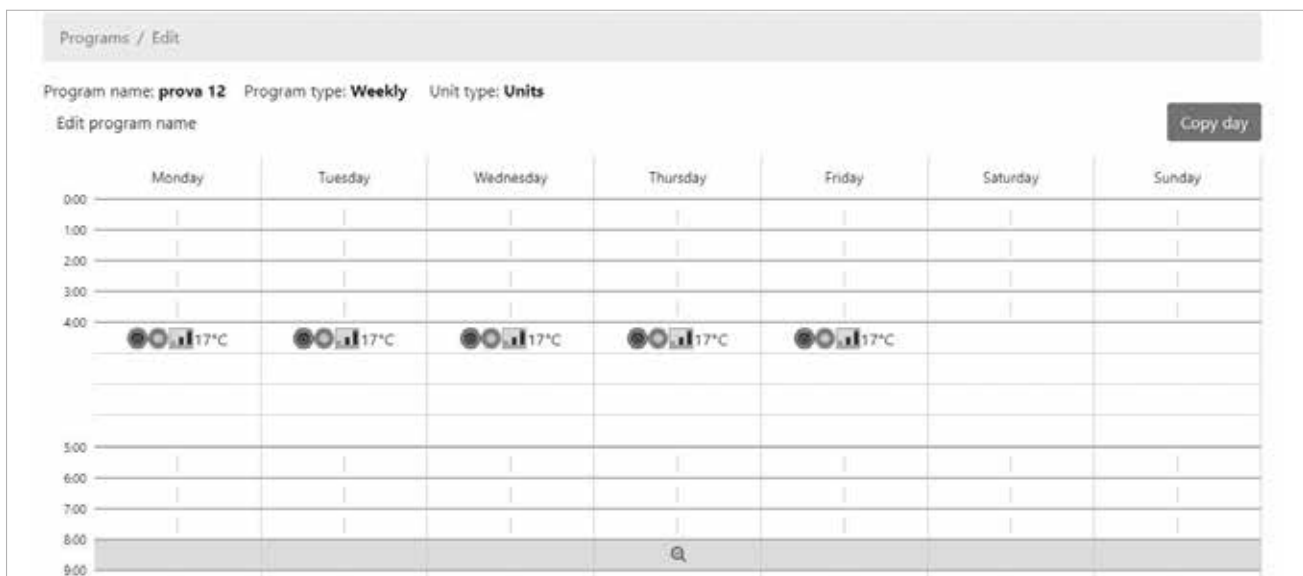 Programs / Edit
Program name: prova 12 Program type: Weekly Unit type: Units
Edit program name
Copy day
Monday Tuesday Wednesday Thursday Friday Saturday Sunday
0:00
1:00
2:00
3:00
4:00
17°C 17°C 17°C 17°C 17°C
5:00
6:00
7:00
8:00
9:00